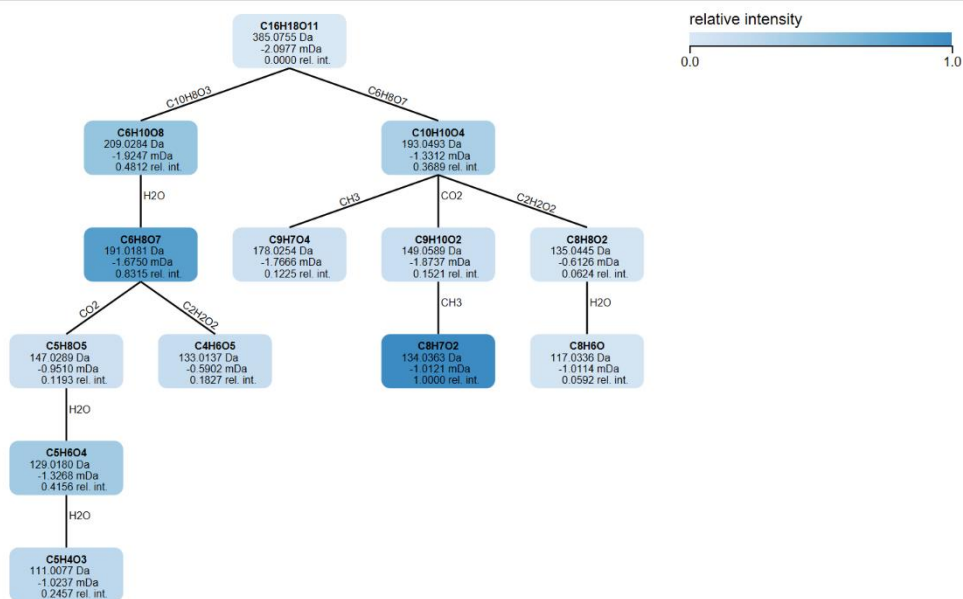 relative intensity
0.0
1.0
C16H18O11
385.0755 Da
-2.0977 mDa
0.0000 rel. int.
C10H8O3
C6H8O7
C6H10O8
209.0284 Da
-1.9247 mDa
0.4812 rel. int.
C10H10O4
193.0493 Da
-1.3312 mDa
0.3689 rel. int.
H2O
CH3
CO2
C2H2O2
C6H8O7
191.0181 Da
-1.6750 mDa
0.8315 rel. int.
C9H7O4
178.0254 Da
-1.7666 mDa
0.1225 rel. int.
C9H10O2
149.0589 Da
-1.8737 mDa
0.1521 rel. int.
C8H8O2
135.0445 Da
-0.6126 mDa
0.0624 rel. int.
CO2
C2H2O2
CH3
H2O
C5H8O5
147.0289 Da
-0.9510 mDa
0.1193 rel. int.
C4H6O5
133.0137 Da
-0.5902 mDa
0.1827 rel. int.
C8H7O2
134.0363 Da
-1.0121 mDa
1.0000 rel. int.
C8H6O
117.0336 Da
-1.0114 mDa
0.0592 rel. int.
H2O
C5H6O4
129.0180 Da
-1.3268 mDa
0.4156 rel. int.
H2O
C5H4O3
111.0077 Da
-1.0237 mDa
0.2457 rel. int.